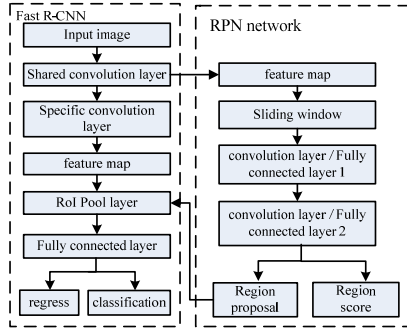 Fast R-CNN
Input image
Shared convolution layer
Specific convolution
layer
feature map
RoI Pool layer
Fully connected layer
regress
classification
RPN network
feature map
Sliding window
convolution layer / Fully
connected layer 1
convolution layer / Fully
connected layer 2
Region
proposal
Region
score